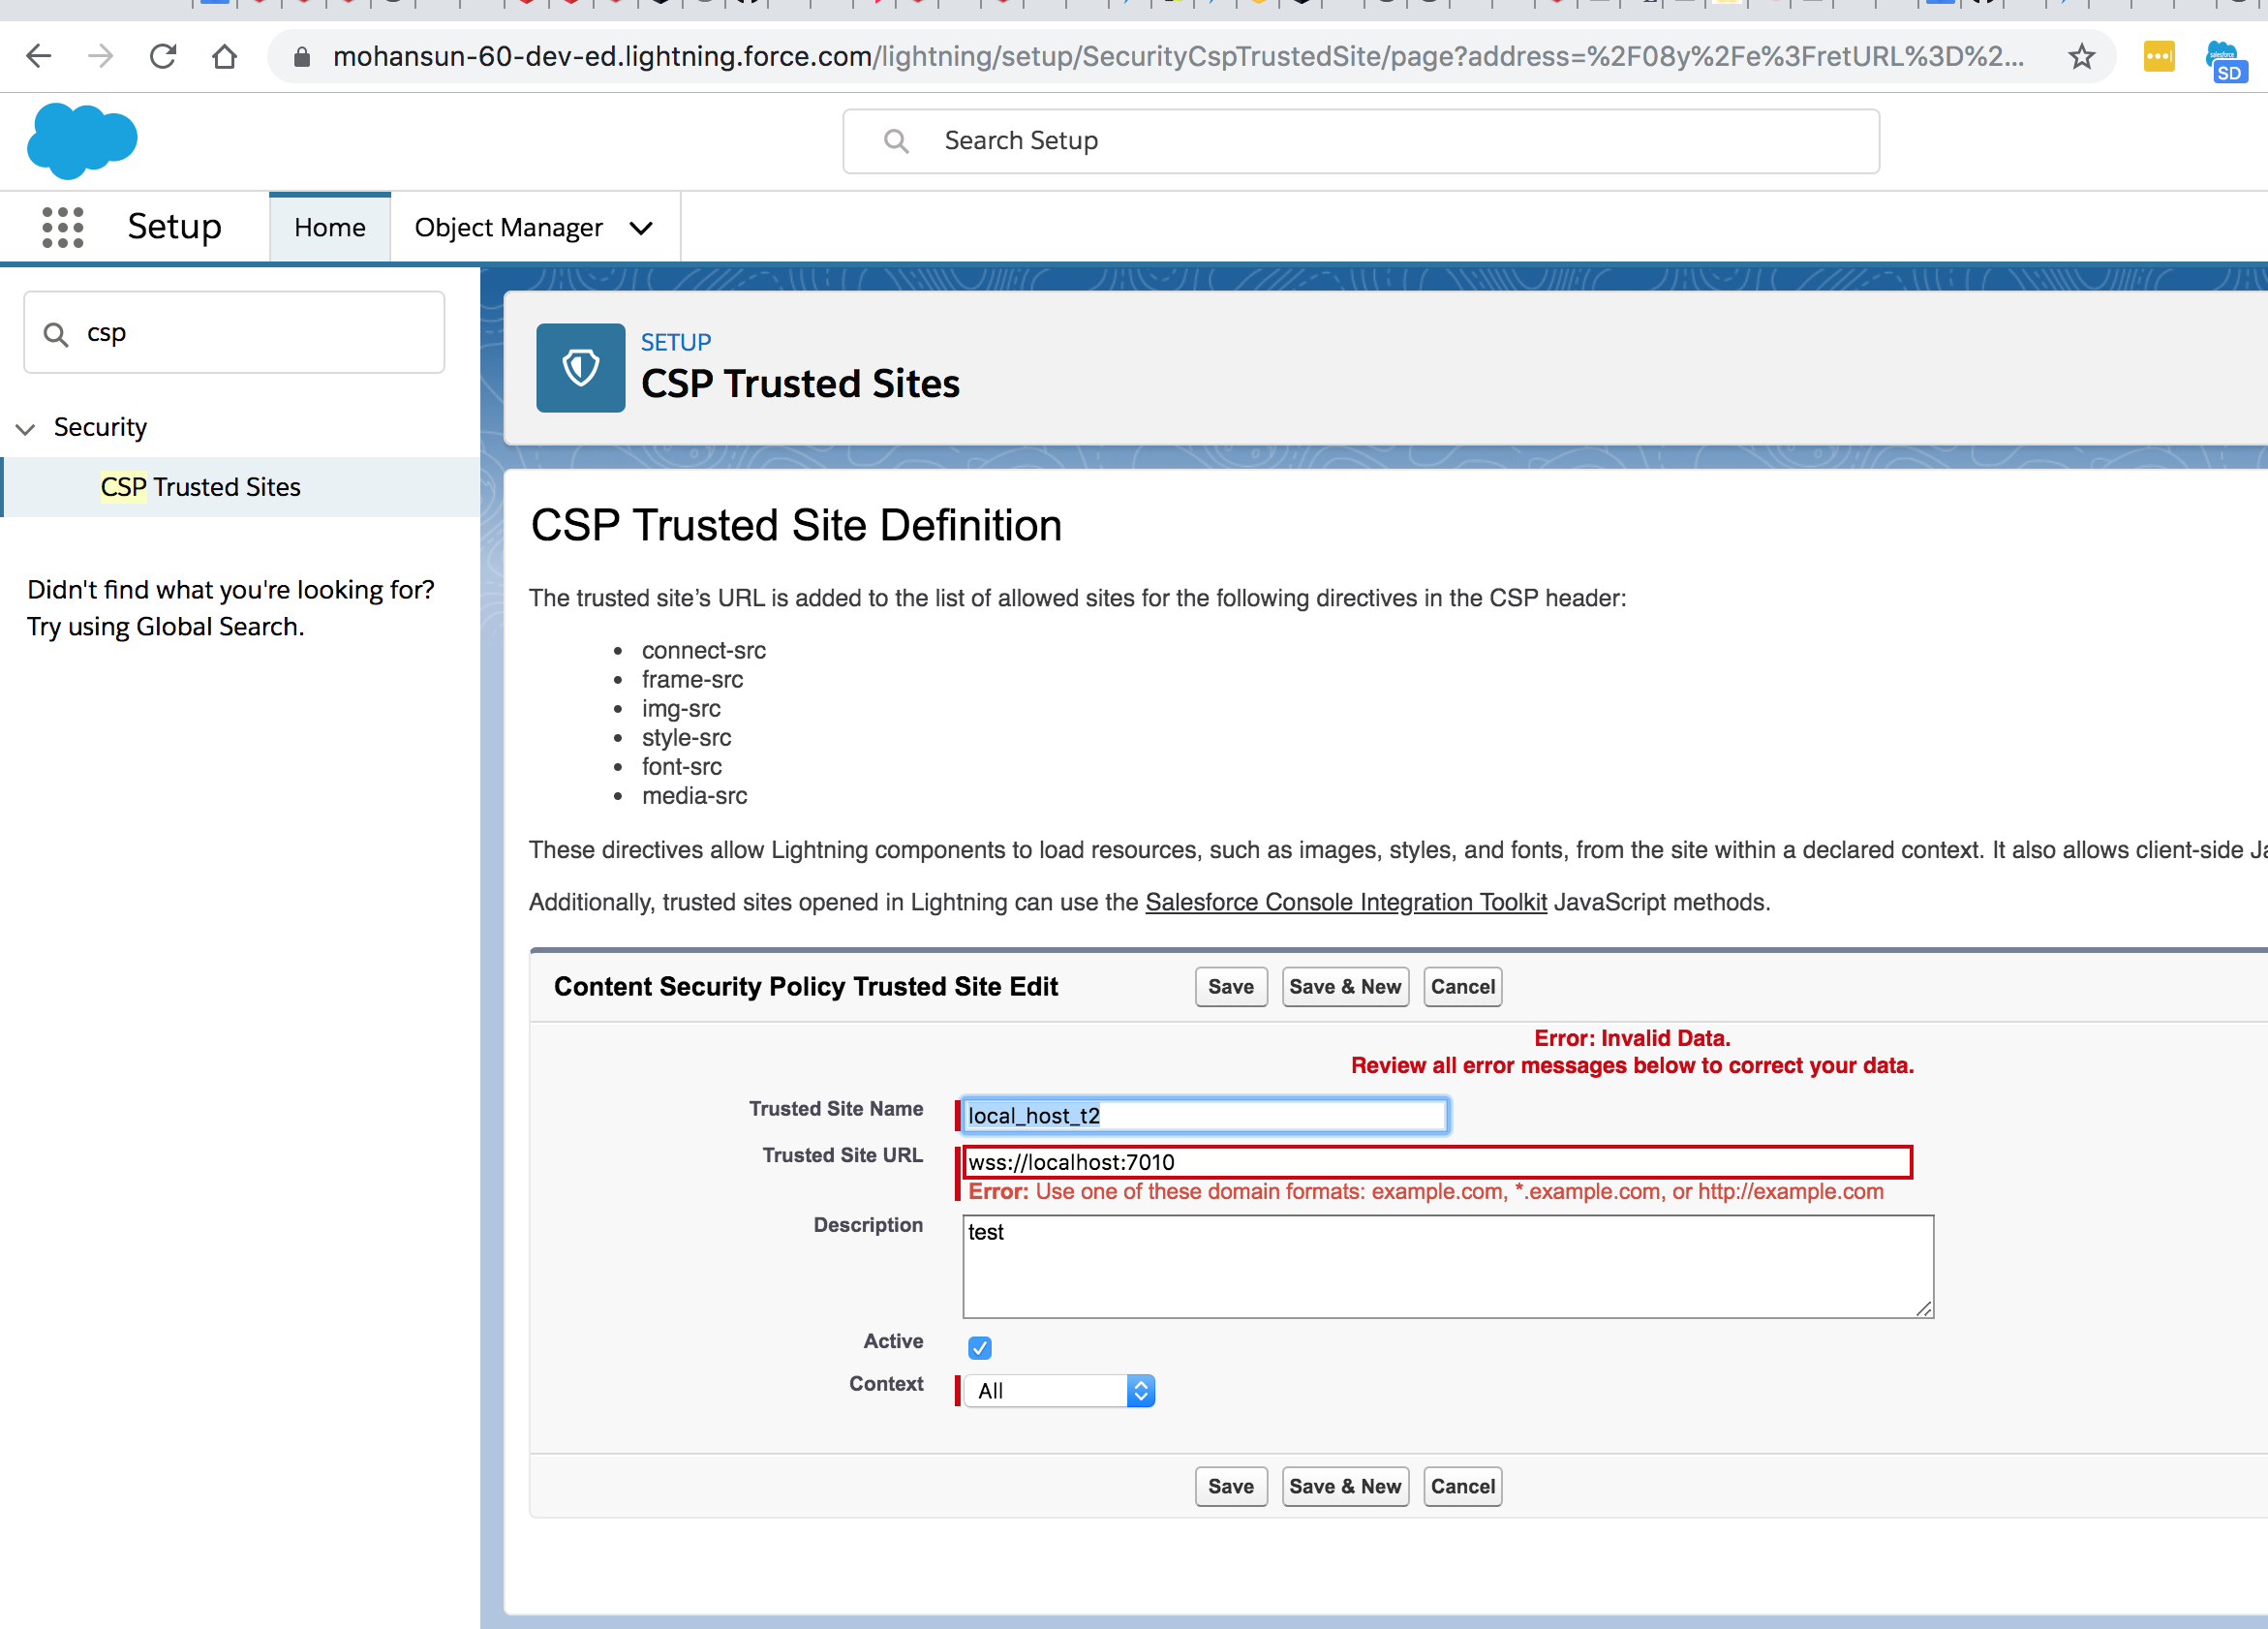 mohansun-60-dev-ed.lightning.force.com/lightning/setup/SecurityCspTrustedSite/page?address=%2F08y%2Fe%3FretURL%3D%2...
SD
salesforce
Search Setup
Setup
Home
Object Manager
csp
Security
CSP Trusted Sites
Didn't find what you're looking for?
Try using Global Search.
SETUP
CSP Trusted Sites
CSP Trusted Site Definition
The trusted site’s URL is added to the list of allowed sites for the following directives in the CSP header:
• connect-src
• frame-src
• img-src
• style-src
• font-src
• media-src
These directives allow Lightning components to load resources, such as images, styles, and fonts, from the site within a declared context. It also allows client-side
Additionally, trusted sites opened in Lightning can use the Salesforce Console Integration Toolkit JavaScript methods.
Content Security Policy Trusted Site Edit
Save
Save & New
Cancel
Error: Invalid Data.
Review all error messages below to correct your data.
Trusted Site Name
local_host_t2
Trusted Site URL
wss://localhost:7010
Error: Use one of these domain formats: example.com, *.example.com, or http://example.com
Description
test
Active
Context
All
Save
Save & New
Cancel